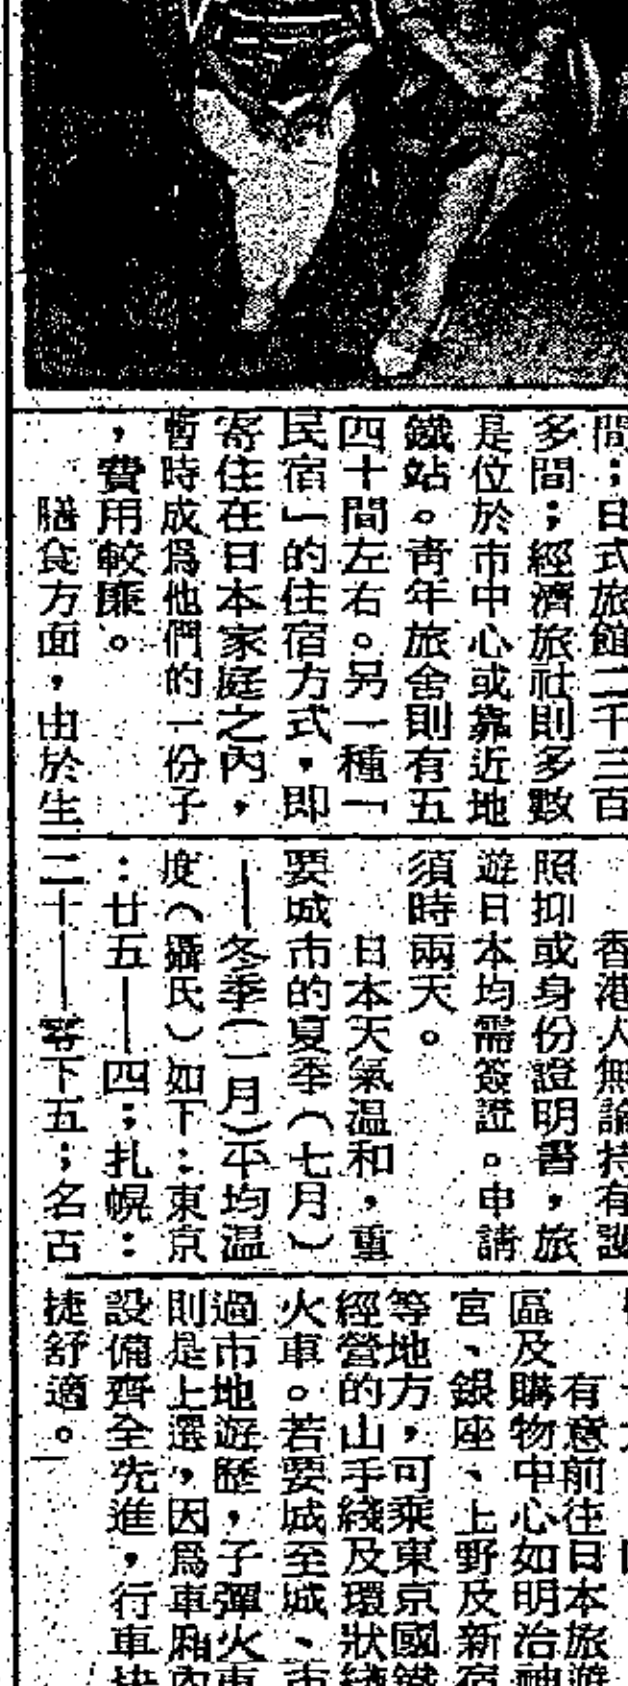 間；日式旅館二千三百
多間；經濟旅社則多數
是位於市中心或靠近地
鐵站。青年旅舍則有五
四十間左右。另一種「
民宿」的住宿方式，即
寄住在日本家庭之內，
暫時成爲他們的一份子
，費用較廉。
膳食方面，由於生
香港人無論持有護
照抑或身份證明書，旅
遊日本均需簽證。申請
須時兩天。
日本天氣温和，重
要城市的夏季（七月）
——冬季（一月）平均温
度（攝氏）如下：東京
：廿五——四；扎幌：
二十——零下五；名古
有意前往日本旅遊
區及購物中心如明治神
宮、銀座、上野及新宿
等地方，可乘東京國鐵
經營的山手綫及環狀綫
火車。若要城至城、市
過市地遊歷，子彈火車
則是上選，因爲車厢內
設備齊全先進，行車快
捷舒適。